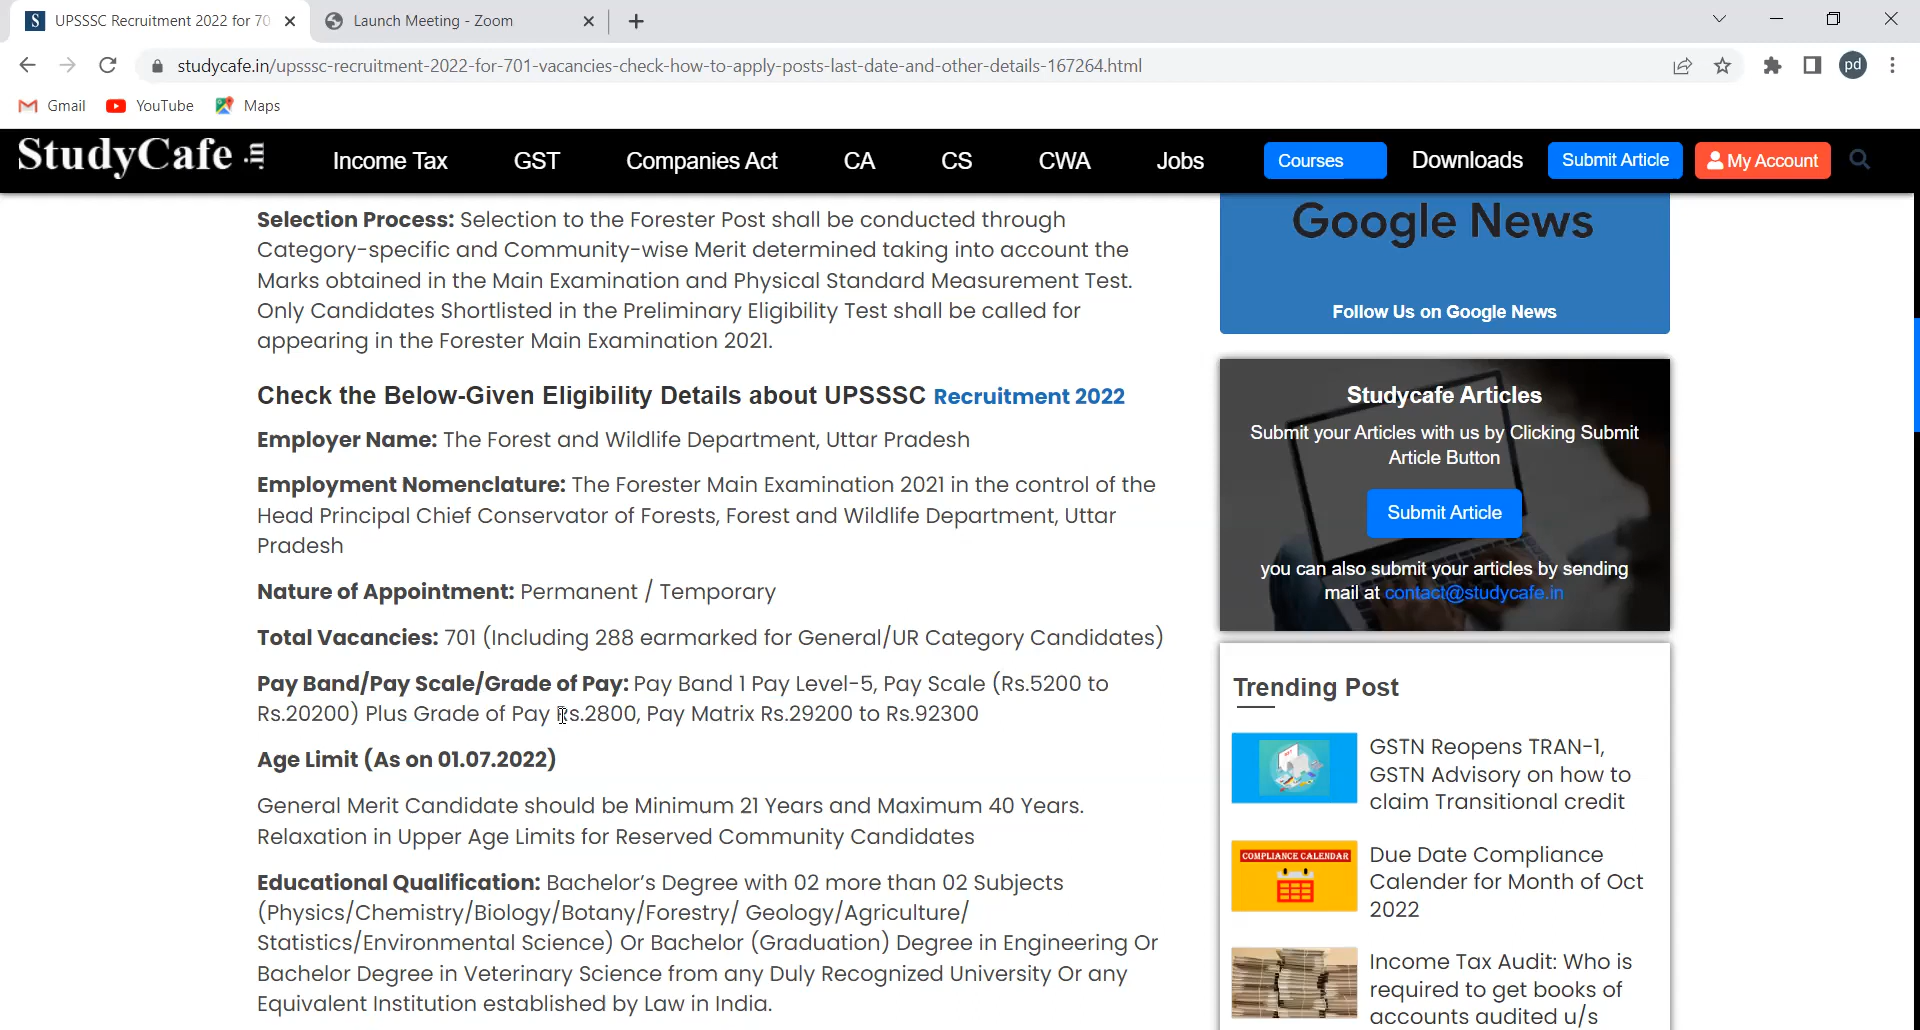 UPSSSC Recruitment 2022 for 70
Launch Meeting - Zoom
studycafe.in/upsssc-recruitment-2022-for-701-vacancies-check-how-to-apply-posts-last-date-and-other-details-167264.html
pd
Gmail
YouTube
Maps
StudyCafe .in
Income Tax
GST
Companies Act
CA
CS
CWA
Jobs
Courses
Downloads
Submit Article
My Account
Selection Process: Selection to the Forester Post shall be conducted through
Category-specific and Community-wise Merit determined taking into account the
Marks obtained in the Main Examination and Physical Standard Measurement Test.
Only Candidates Shortlisted in the Preliminary Eligibility Test shall be called for
appearing in the Forester Main Examination 2021.
Check the Below-Given Eligibility Details about UPSSSC Recruitment 2022
Employer Name: The Forest and Wildlife Department, Uttar Pradesh
Employment Nomenclature: The Forester Main Examination 2021 in the control of the
Head Principal Chief Conservator of Forests, Forest and Wildlife Department, Uttar
Pradesh
Nature of Appointment: Permanent / Temporary
Total Vacancies: 701 (Including 288 earmarked for General/UR Category Candidates)
Pay Band/Pay Scale/Grade of Pay: Pay Band 1 Pay Level-5, Pay Scale (Rs.5200 to
Rs.20200) Plus Grade of Pay Rs.2800, Pay Matrix Rs.29200 to Rs.92300
Age Limit (As on 01.07.2022)
General Merit Candidate should be Minimum 21 Years and Maximum 40 Years.
Relaxation in Upper Age Limits for Reserved Community Candidates
Educational Qualification: Bachelor's Degree with 02 more than 02 Subjects
(Physics/Chemistry/Biology/Botany/Forestry/ Geology/Agriculture/
Statistics/Environmental Science) Or Bachelor (Graduation) Degree in Engineering Or
Bachelor Degree in Veterinary Science from any Duly Recognized University Or any
Equivalent Institution established by Law in India.
Google News
Follow Us on Google News
Studycafe Articles
Submit your Articles with us by Clicking Submit
Article Button
Submit Article
you can also submit your articles by sending
mail at contact@studycafe.in
Trending Post
GSTN Reopens TRAN-1,
GSTN Advisory on how to
claim Transitional credit
COMPLIANCE CALENDAR
Due Date Compliance
Calender for Month of Oct
2022
Income Tax Audit: Who is
required to get books of
accounts audited u/s